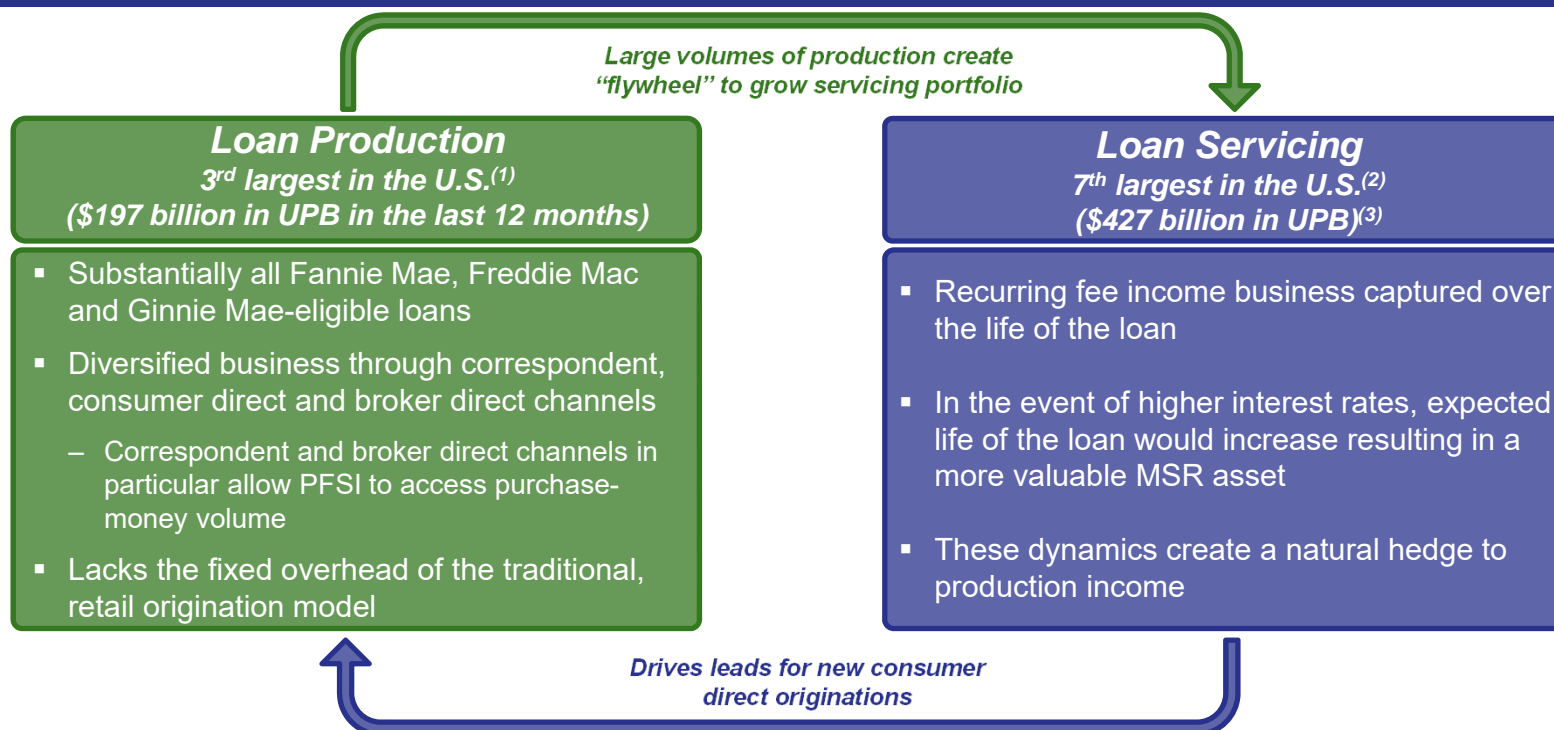 Large volumes of production create
“flywheel” to grow servicing portfolio
Loan Production
3rd largest in the U.S.(1)
($197 billion in UPB in the last 12 months)
▪ Substantially all Fannie Mae, Freddie Mac
and Ginnie Mae-eligible loans
▪ Diversified business through correspondent,
consumer direct and broker direct channels
– Correspondent and broker direct channels in
particular allow PFSI to access purchase-
money volume
▪ Lacks the fixed overhead of the traditional,
retail origination model
Loan Servicing
7th largest in the U.S.(2)
($427 billion in UPB)(3)
▪ Recurring fee income business captured over
the life of the loan
▪ In the event of higher interest rates, expected
life of the loan would increase resulting in a
more valuable MSR asset
▪ These dynamics create a natural hedge to
production income
Drives leads for new consumer
direct originations